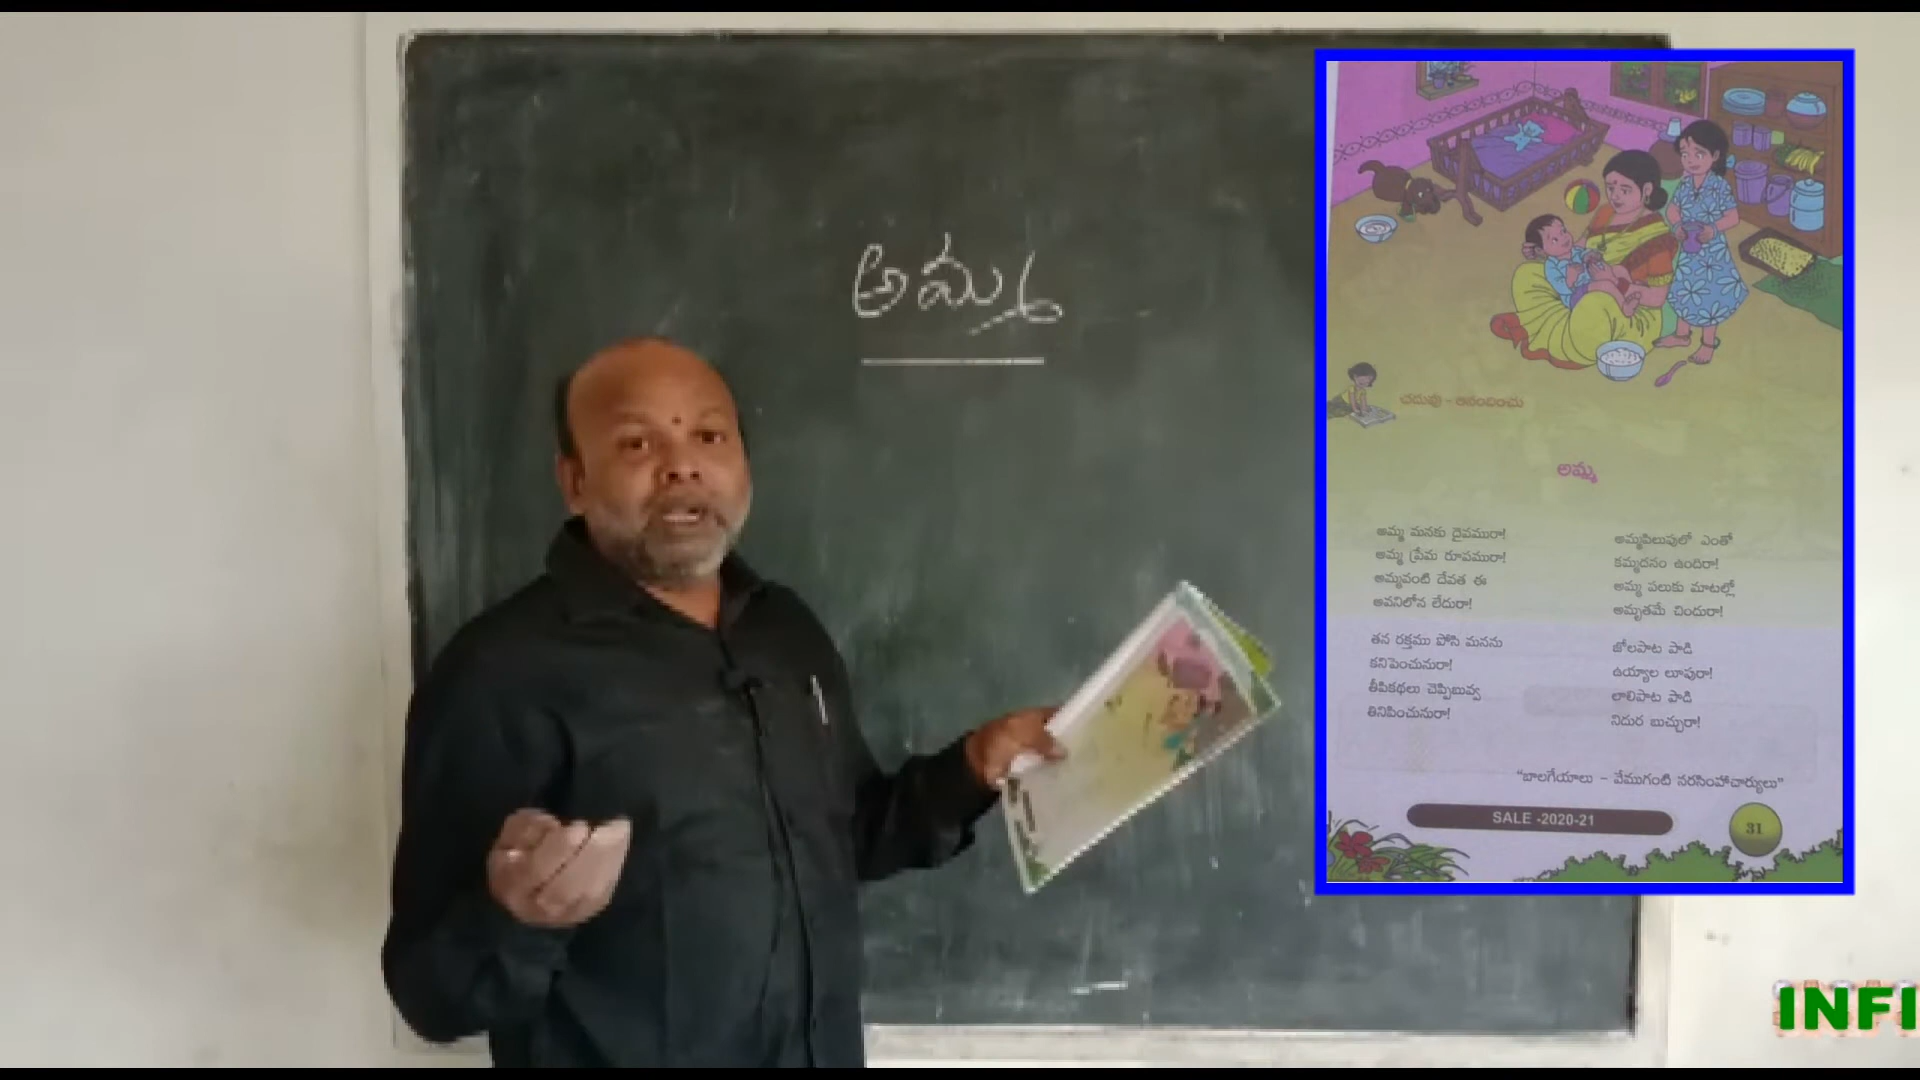 అమ్మ
చదువు - ఆనందించు
అమ్మ
అమ్మ మనకు దైవమురా!
అమ్మ ప్రేమ రూపమురా!
అమ్మవంటి దేవత ఈ
అవనిలోన లేదురా!
తన రక్తము పోసి మనను
కనిపెంచునురా!
తీపికథలు చెప్పిబువ్వ
తినిపించునురా!
అమ్మపిలుపులో ఎంతో
కమ్మదనం ఉందిరా!
అమ్మ పలుకు మాటల్లో
అమృతమే చిందురా!
జోలపాట పాడి
ఉయ్యాల లూపురా!
లాలిపాట పాడి
నిదుర బుచ్చురా!
"బాలగేయాలు - వేముగంటి నరసింహాచార్యులు"
SALE -2020-21
31
INFI